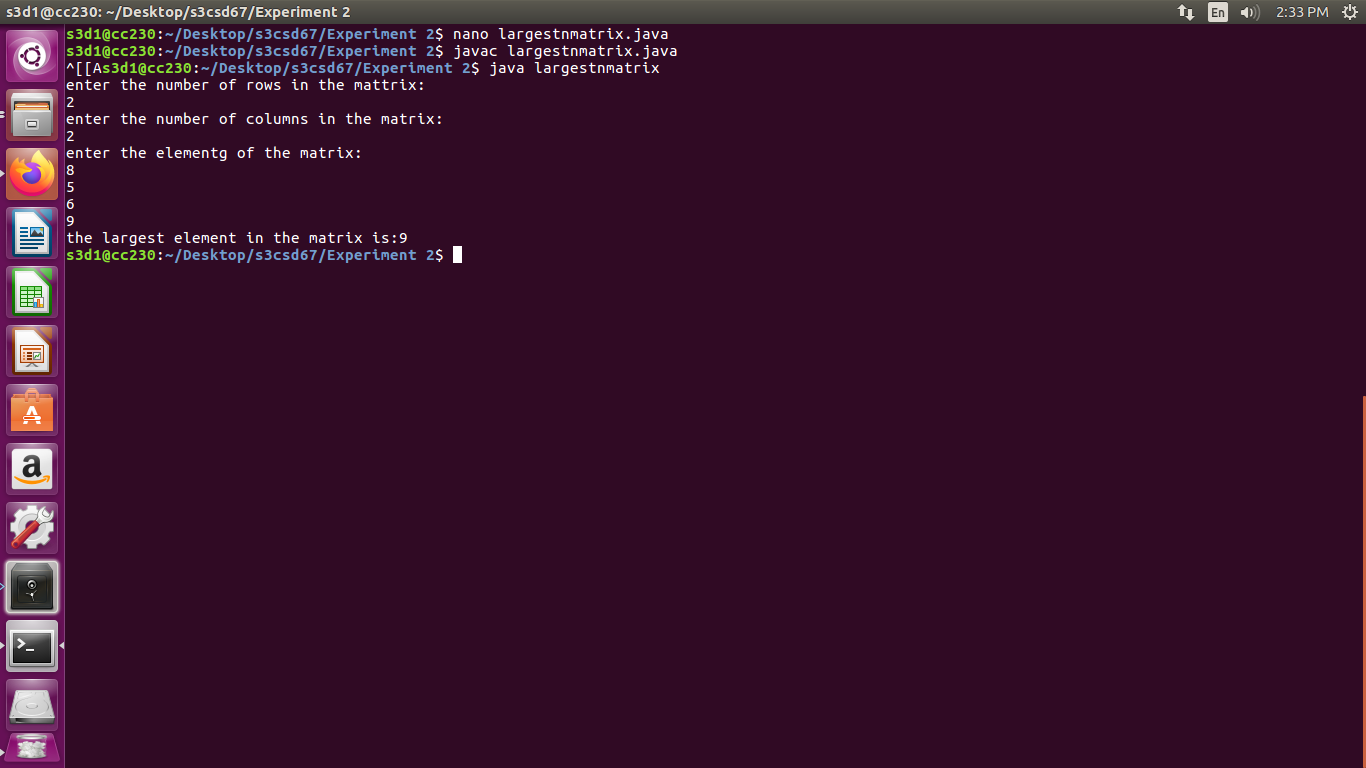 s3d1@cc230: ~/Desktop/s3csd67/Experiment 2
En
2:33 PM
s3d1@cc230:~/Desktop/s3csd67/Experiment 2$ nano largestnmatrix.java
s3d1@cc230:~/Desktop/s3csd67/Experiment 2$ javac largestnmatrix.java
^[[As3d1@cc230:~/Desktop/s3csd67/Experiment 2$ java largestnmatrix
enter the number of rows in the mattrix:
2
enter the number of columns in the matrix:
2
enter the elementg of the matrix:
8
5
6
9
the largest element in the matrix is:9
s3d1@cc230:~/Desktop/s3csd67/Experiment 2$